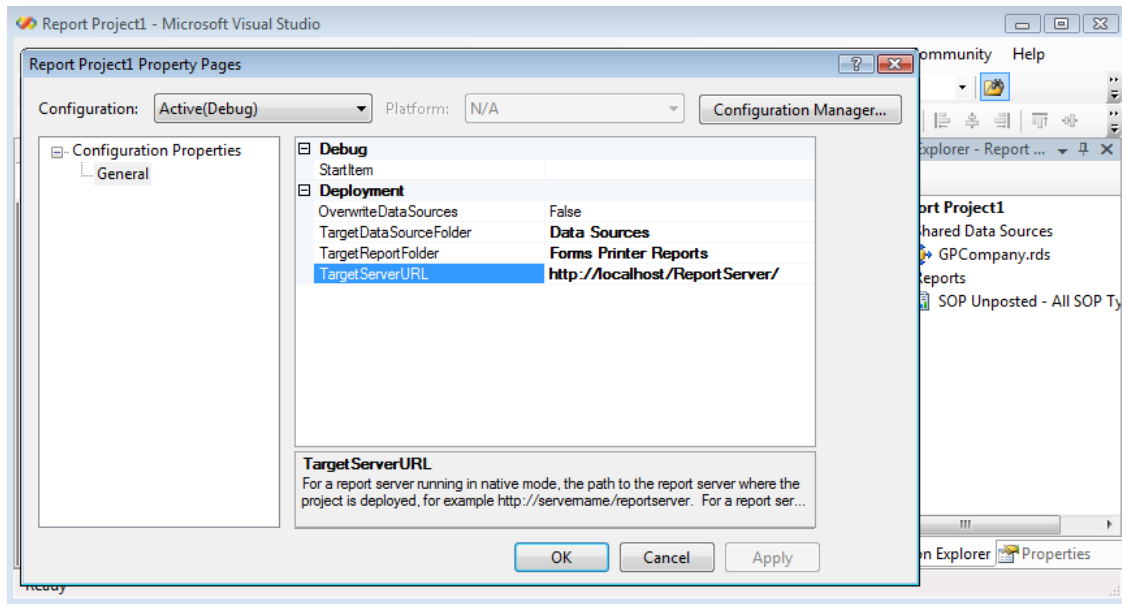 Report Project1 - Microsoft Visual Studio
ommunity Help
Report Project1 Property Pages
Configuration: Active(Debug) Platform: N/A Configuration Manager...
Configuration Properties
General
Debug
StartItem
Deployment
OverwriteDataSources False
TargetDataSourceFolder Data Sources
TargetReportFolder Forms Printer Reports
TargetServerURL http://localhost/ReportServer/
TargetServerURL
For a report server running in native mode, the path to the report server where the
project is deployed, for example http://servername/reportserver. For a report ser...
OK Cancel Apply
xplorer - Report ...
ort Project1
hared Data Sources
GPCompany.rds
eports
SOP Unposted - All SOP Ty
n Explorer Properties
Ready